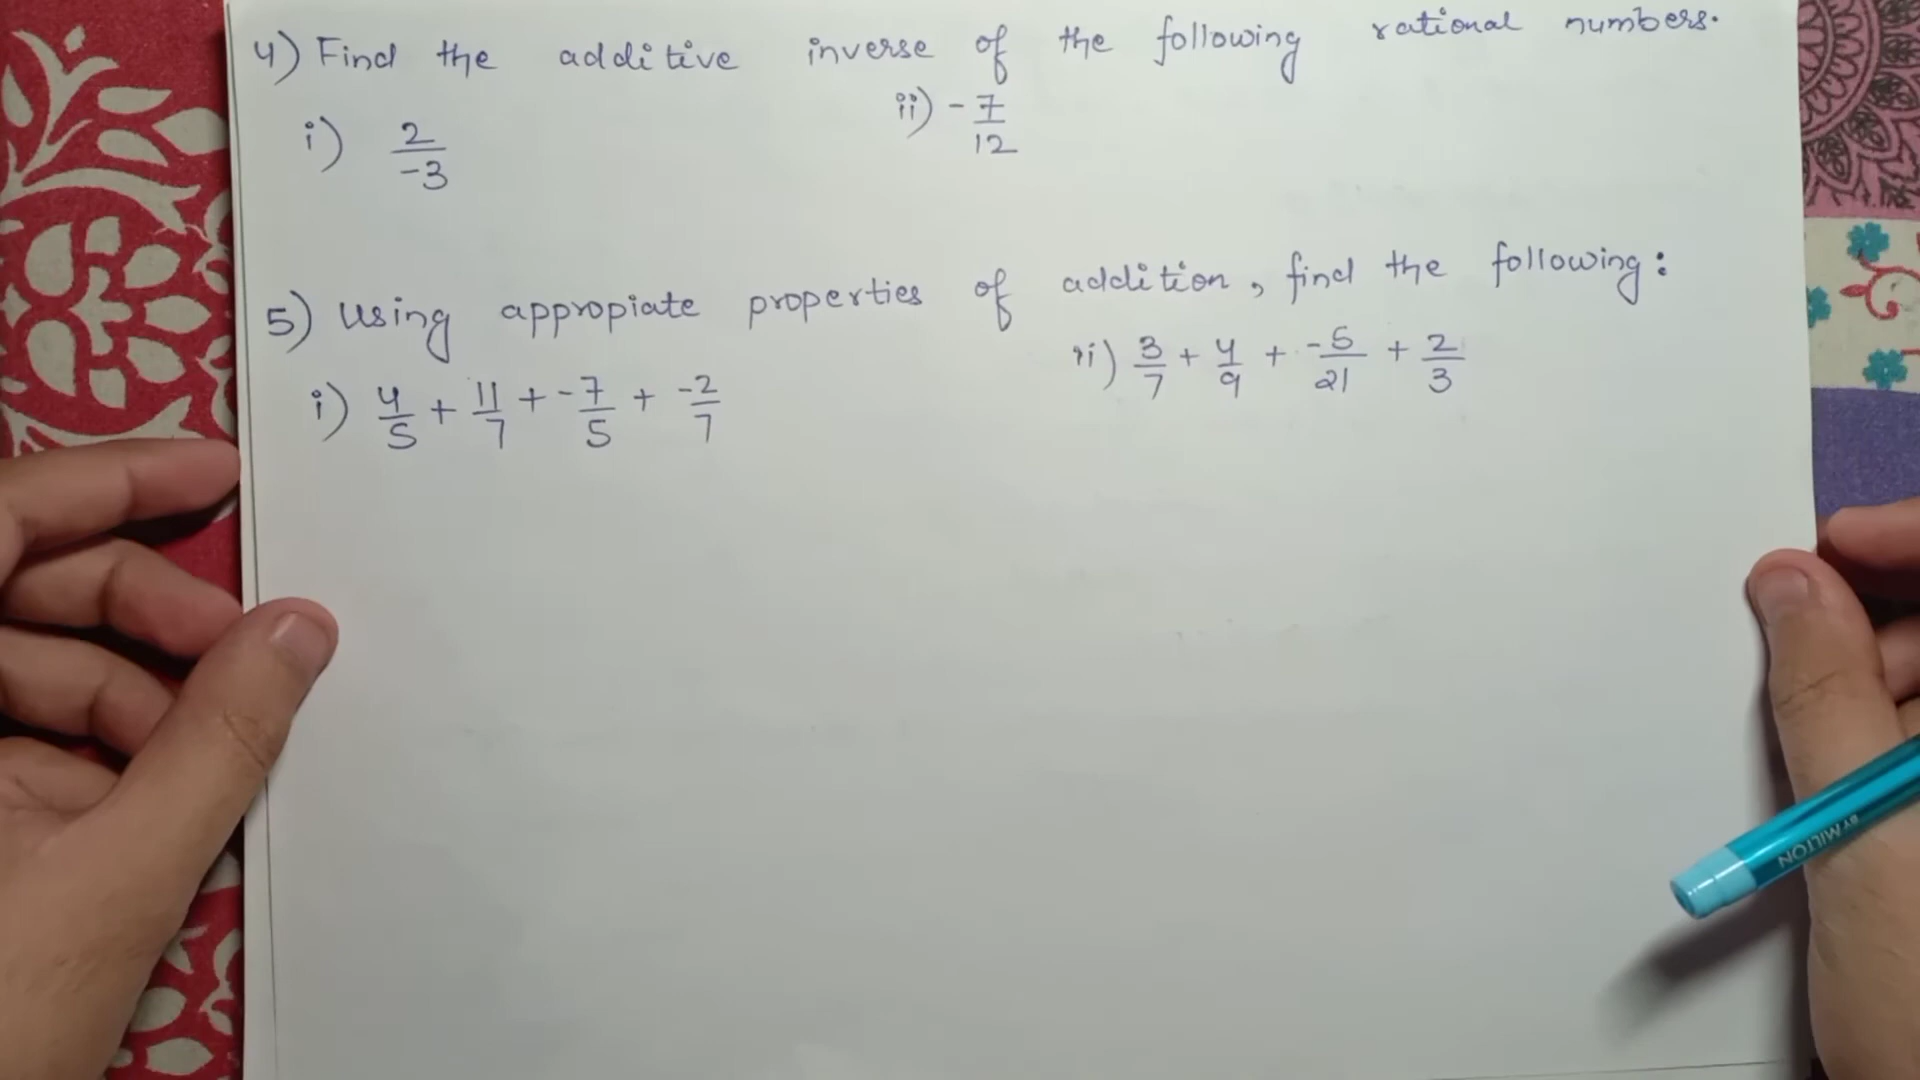 4) Find the additive inverse of the following rational numbers.
i) 2/-3 ii) -7/12
5) Using appropiate properties of addition, find the following:
i) 4/5 + 11/7 + -7/5 + -2/7 ii) 3/7 + 4/9 + -5/21 + 2/3
BY MILTON